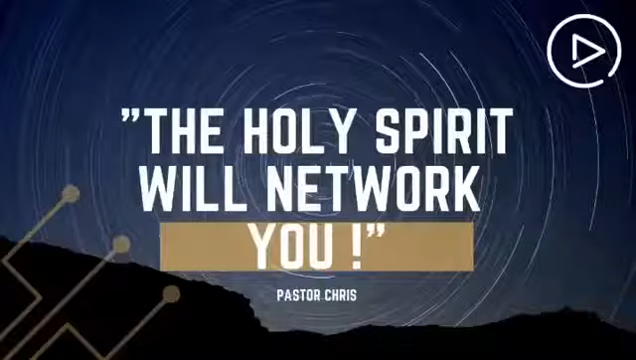 ”THE HOLY SPIRIT
WILL NETWORK
YOU !”
PASTOR CHRIS